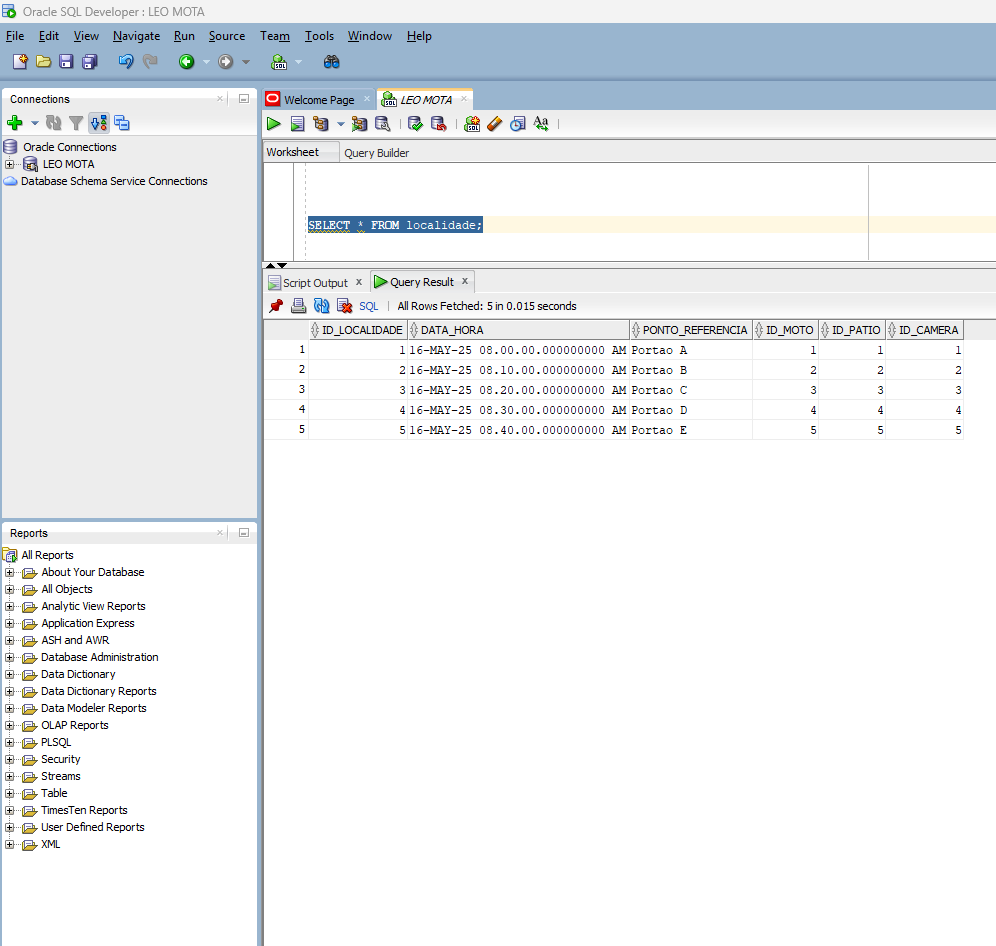 Oracle SQL Developer : LEO MOTA
File Edit View Navigate Run Source Team Tools Window Help
Connections
Oracle Connections
LEO MOTA
Database Schema Service Connections
Welcome Page
LEO MOTA
Worksheet Query Builder
SELECT * FROM localidade;
Script Output x Query Result x
SQL | All Rows Fetched: 5 in 0.015 seconds
ID_LOCALIDADE DATA_HORA PONTO_REFERENCIA ID_MOTO ID_PATIO ID_CAMERA
1 1 16-MAY-25 08.00.00.000000000 AM Portao A 1 1 1
2 2 16-MAY-25 08.10.00.000000000 AM Portao B 2 2 2
3 3 16-MAY-25 08.20.00.000000000 AM Portao C 3 3 3
4 4 16-MAY-25 08.30.00.000000000 AM Portao D 4 4 4
5 5 16-MAY-25 08.40.00.000000000 AM Portao E 5 5 5
Reports
All Reports
About Your Database
All Objects
Analytic View Reports
Application Express
ASH and AWR
Database Administration
Data Dictionary
Data Dictionary Reports
Data Modeler Reports
OLAP Reports
PLSQL
Security
Streams
Table
TimesTen Reports
User Defined Reports
XML